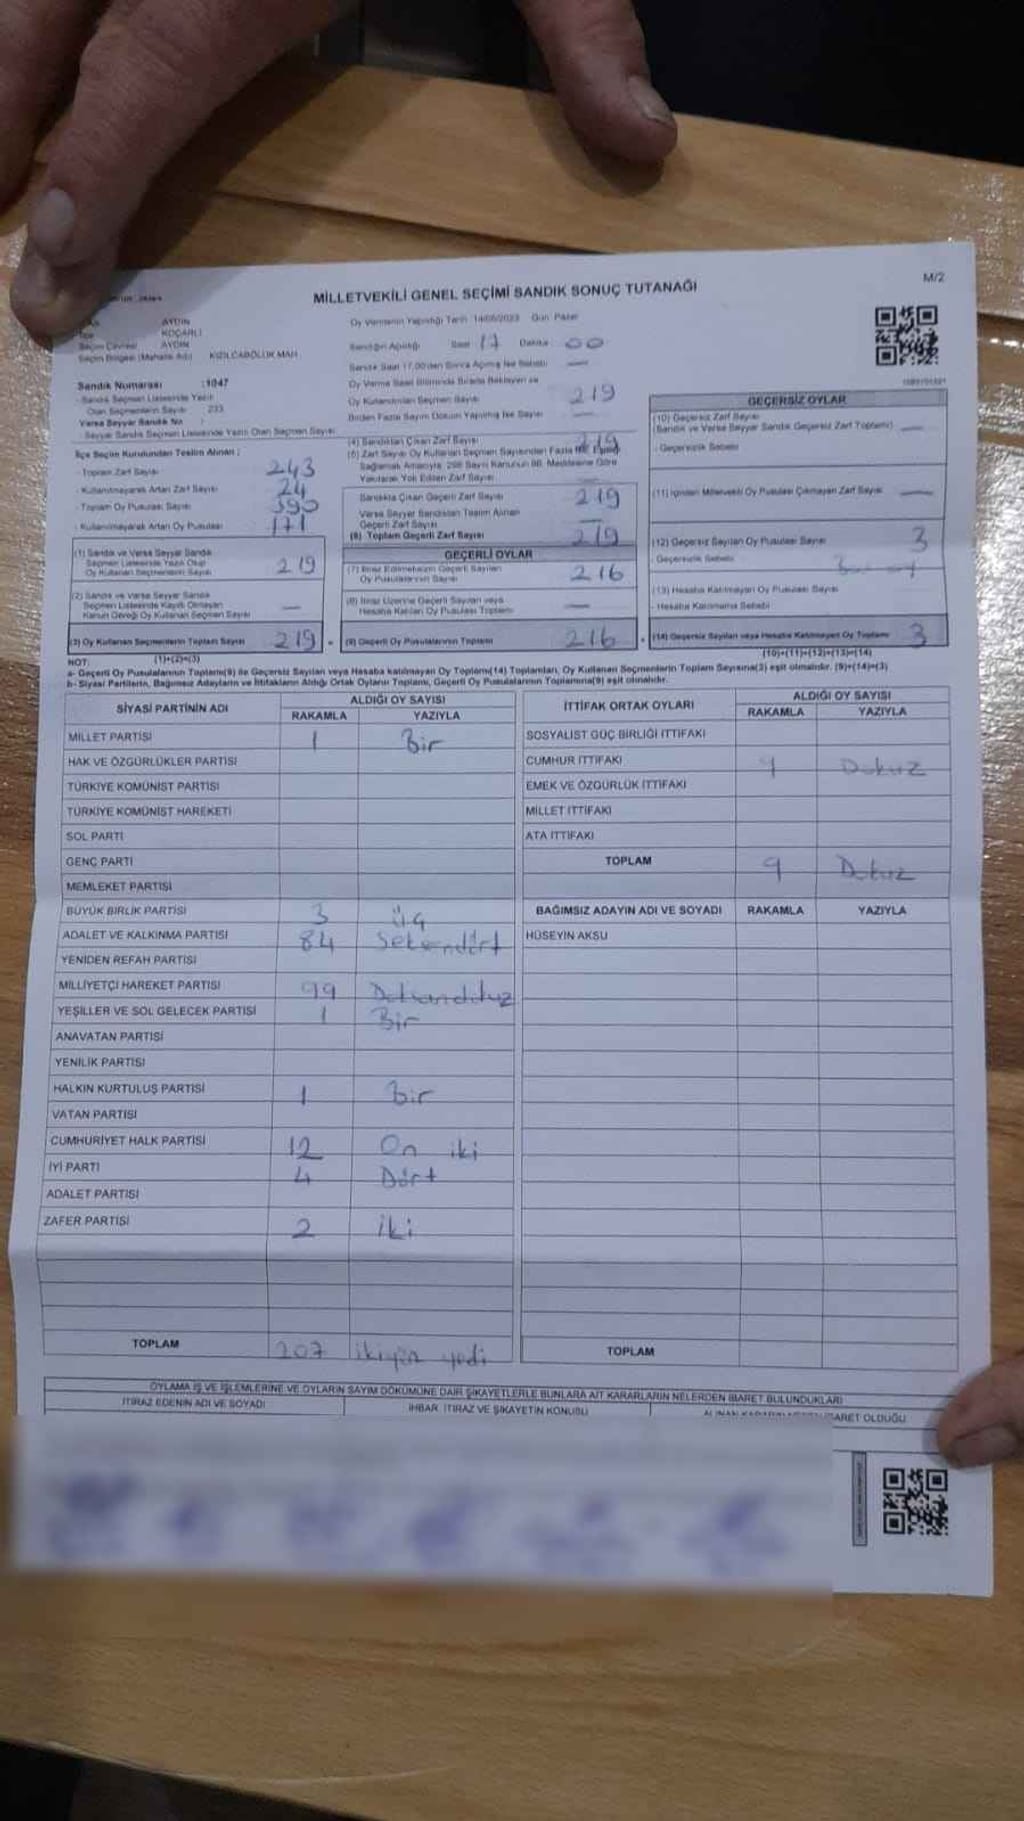 M/2
MİLLETVEKİLİ GENEL SEÇİMİ SANDIK SONUÇ TUTANAĞI
AYDIN
İlçe KOÇARLI
Seçim Çevresi AYDIN
Seçim Bölgesi (Mahalle Adı) KIZILCABÖLÜK MAH
Oy Vermenin Yapıldığı Tarih 14/05/2023 Gün Pazar
Sandığın Açıldığı Saat 17 Dakika 00
Sandık Saat 17.00'den Sonra Açılmış İse Sebebi —
Sandık Numarası : 1047
Sandık Seçmen Listesinde Yazılı
Olan Seçmenlerin Sayısı 233
Varsa Seyyar Sandık No
Seyyar Sandık Seçmen Listesinde Yazılı Olan Seçmen Sayısı
Oy Kullandırılan Seçmen Sayısı 219
Birden Fazla Sayım Döküm Yapılmış İse Sayısı —
İlçe Seçim Kurulundan Teslim Alınan ;
- Toplam Zarf Sayısı 243
- Kullanılmayarak Artan Zarf Sayısı 24
- Toplam Oy Pusulası Sayısı 390
- Kullanılmayarak Artan Oy Pusulası 171
(1) Sandık ve Varsa Seyyar Sandık
Seçmen Listesinde Yazılı Olup
Oy Kullanan Seçmenlerin Sayısı 219
(2) Sandık ve Varsa Seyyar Sandık
Seçmen Listesinde Kayıtlı Olmayan
Kanun Gereği Oy Kullanan Seçmen Sayısı —
(3) Oy Kullanan Seçmenlerin Toplam Sayısı 219
(1)+(2)=(3)
(4) Sandıktan Çıkan Zarf Sayısı 219
(5) Zarf Sayısı Oy Kullanan Seçmen Sayısından Fazla İse Eşitliği
Sağlamak Amacıyla 298 Sayılı Kanunun 98. Maddesine Göre
Yakılarak Yok Edilen Zarf Sayısı
Sandıkta Çıkan Geçerli Zarf Sayısı 219
Varsa Seyyar Sandıktan Teslim Alınan
Geçerli Zarf Sayısı —
(6) Toplam Geçerli Zarf Sayısı 219
GEÇERLİ OYLAR
(7) İtiraz Edilmeksizin Geçerli Sayılan
Oy Pusulalarının Sayısı 216
(8) İtiraz Üzerine Geçerli Sayılan veya
Hesaba Katılan Oy Pusulası Toplamı —
(9) Geçerli Oy Pusulalarının Toplamı 216
GEÇERSİZ OYLAR
(10) Geçersiz Zarf Sayısı
(Sandık ve Varsa Seyyar Sandık Geçersiz Zarf Toplamı) —
- Geçersizlik Sebebi
(11) İçinden Milletvekili Oy Pusulası Çıkmayan Zarf Sayısı —
(12) Geçersiz Sayılan Oy Pusulası Sayısı 3
- Geçersizlik Sebebi
(13) Hesaba Katılmayan Oy Pusulası Sayısı
- Hesaba Katılmama Sebebi
(14) Geçersiz Sayılan veya Hesaba Katılmayan Oy Toplamı 3
(10)+(11)+(12)+(13)=(14)
NOT:
a- Geçerli Oy Pusulalarının Toplamı(9) ile Geçersiz Sayılan veya Hesaba katılmayan Oy Toplamı(14) Toplamları, Oy Kullanan Seçmenlerin Toplam Sayısına(3) eşit olmalıdır. (9)+(14)=(3)
b- Siyasi Partilerin, Bağımsız Adayların ve İttifakların Aldığı Ortak Oyların Toplamı, Geçerli Oy Pusulalarının Toplamına(9) eşit olmalıdır.
SİYASİ PARTİNİN ADI ALDIĞI OY SAYISI
RAKAMLA YAZIYLA
MİLLET PARTİSİ 1 Bir
HAK VE ÖZGÜRLÜKLER PARTİSİ
TÜRKİYE KOMÜNİST PARTİSİ
TÜRKİYE KOMÜNİST HAREKETİ
SOL PARTİ
GENÇ PARTİ
MEMLEKET PARTİSİ
BÜYÜK BİRLİK PARTİSİ 3 Üç
ADALET VE KALKINMA PARTİSİ 84 Seksendört
YENİDEN REFAH PARTİSİ
MİLLİYETÇİ HAREKET PARTİSİ 99 Doksandokuz
YEŞİLLER VE SOL GELECEK PARTİSİ 1 Bir
ANAVATAN PARTİSİ
YENİLİK PARTİSİ
HALKIN KURTULUŞ PARTİSİ 1 Bir
VATAN PARTİSİ
CUMHURİYET HALK PARTİSİ 12 On iki
İYİ PARTİ 4 Dört
ADALET PARTİSİ
ZAFER PARTİSİ 2 iki
TOPLAM 207 ikiyüz yedi
İTTİFAK ORTAK OYLARI ALDIĞI OY SAYISI
RAKAMLA YAZIYLA
SOSYALİST GÜÇ BİRLİĞİ İTTİFAKI
CUMHUR İTTİFAKI 9 Dokuz
EMEK VE ÖZGÜRLÜK İTTİFAKI
MİLLET İTTİFAKI
ATA İTTİFAKI
TOPLAM 9 Dokuz
BAĞIMSIZ ADAYIN ADI VE SOYADI RAKAMLA YAZIYLA
HÜSEYİN AKSU
TOPLAM
OYLAMA İŞ VE İŞLEMLERİNE VE OYLARIN SAYIM DÖKÜMÜNE DAİR ŞİKAYETLERLE BUNLARA AİT KARARLARIN NELERDEN İBARET BULUNDUKLARI
İTİRAZ EDENİN ADI VE SOYADI İHBAR, İTİRAZ VE ŞİKAYETİN KONUSU